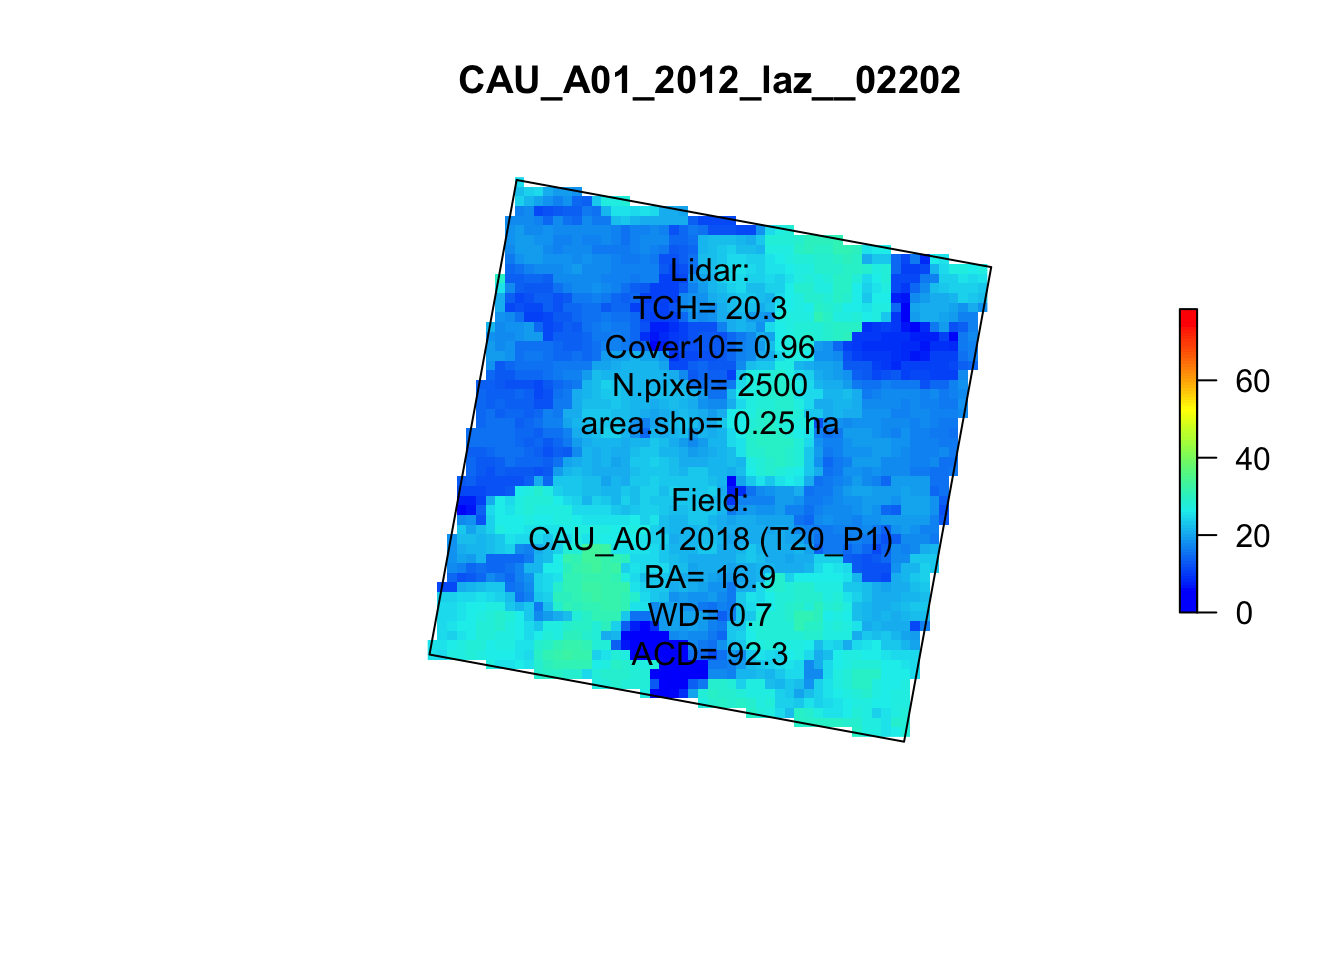 CAU_A01_2012_laz__02202
Lidar:
TCH= 20.3
Cover10= 0.96
N.pixel= 2500
area.shp= 0.25 ha
Field:
CAU_A01 2018 (T20_P1)
BA= 16.9
WD= 0.7
ACD= 92.3
60
40
20
0